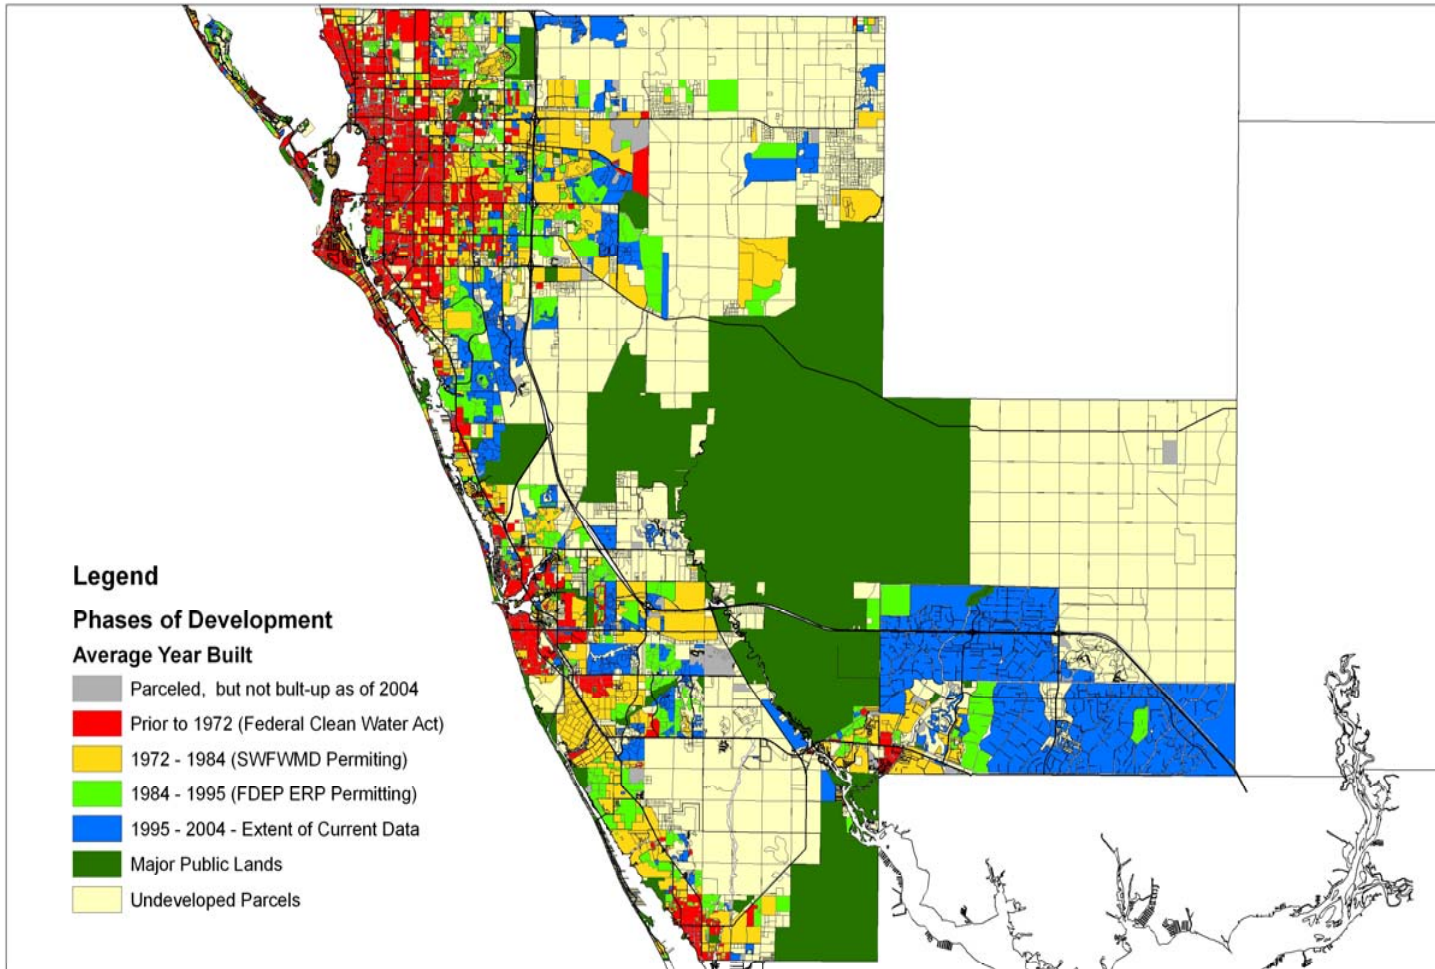 Legend
Phases of Development
Average Year Built
Parceled, but not bult-up as of 2004
Prior to 1972 (Federal Clean Water Act)
1972 - 1984 (SWFWMD Permiting)
1984 - 1995 (FDEP ERP Permitting)
1995 - 2004 - Extent of Current Data
Major Public Lands
Undeveloped Parcels